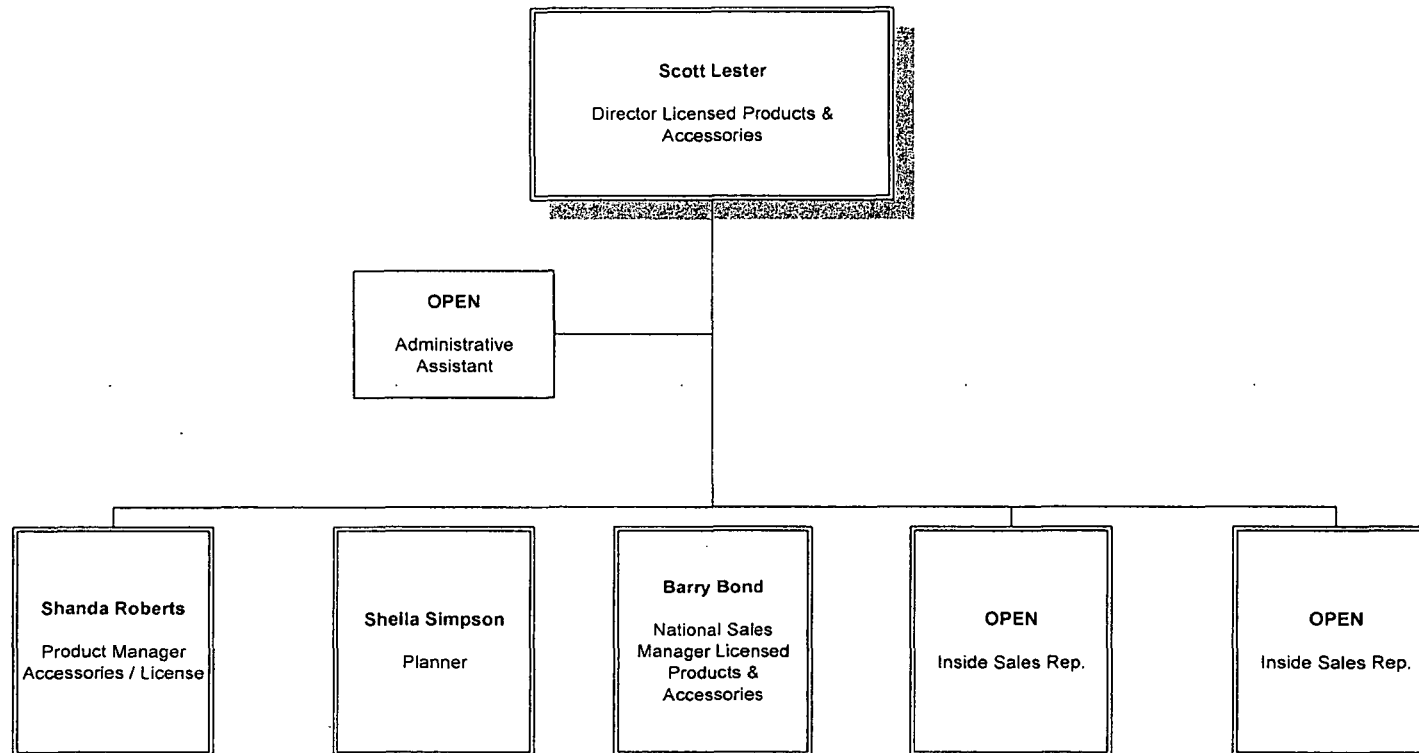 Scott Lester
Director Licensed Products &
Accessories
OPEN
Administrative
Assistant
Shanda Roberts
Product Manager
Accessories / License
Sheila Simpson
Planner
Barry Bond
National Sales
Manager Licensed
Products &
Accessories
OPEN
Inside Sales Rep.
OPEN
Inside Sales Rep.